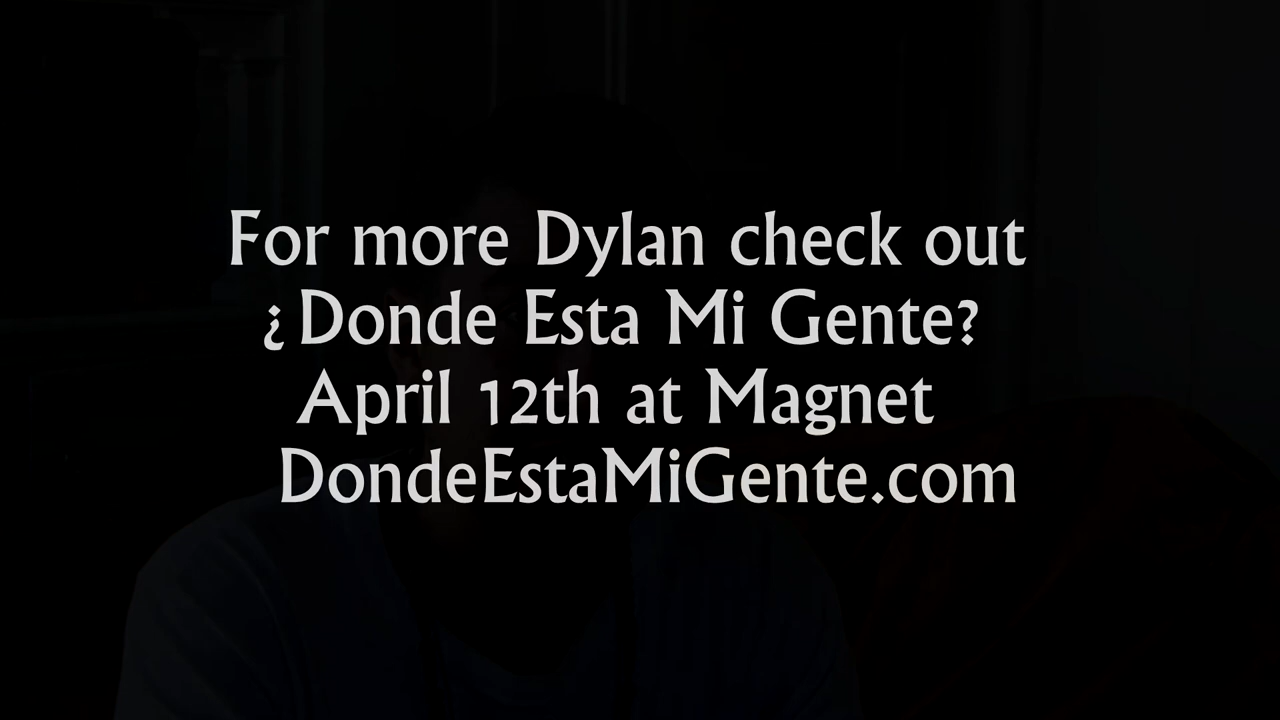 For more Dylan check out
¿Donde Esta Mi Gente?
April 12th at Magnet
DondeEstaMiGente.com